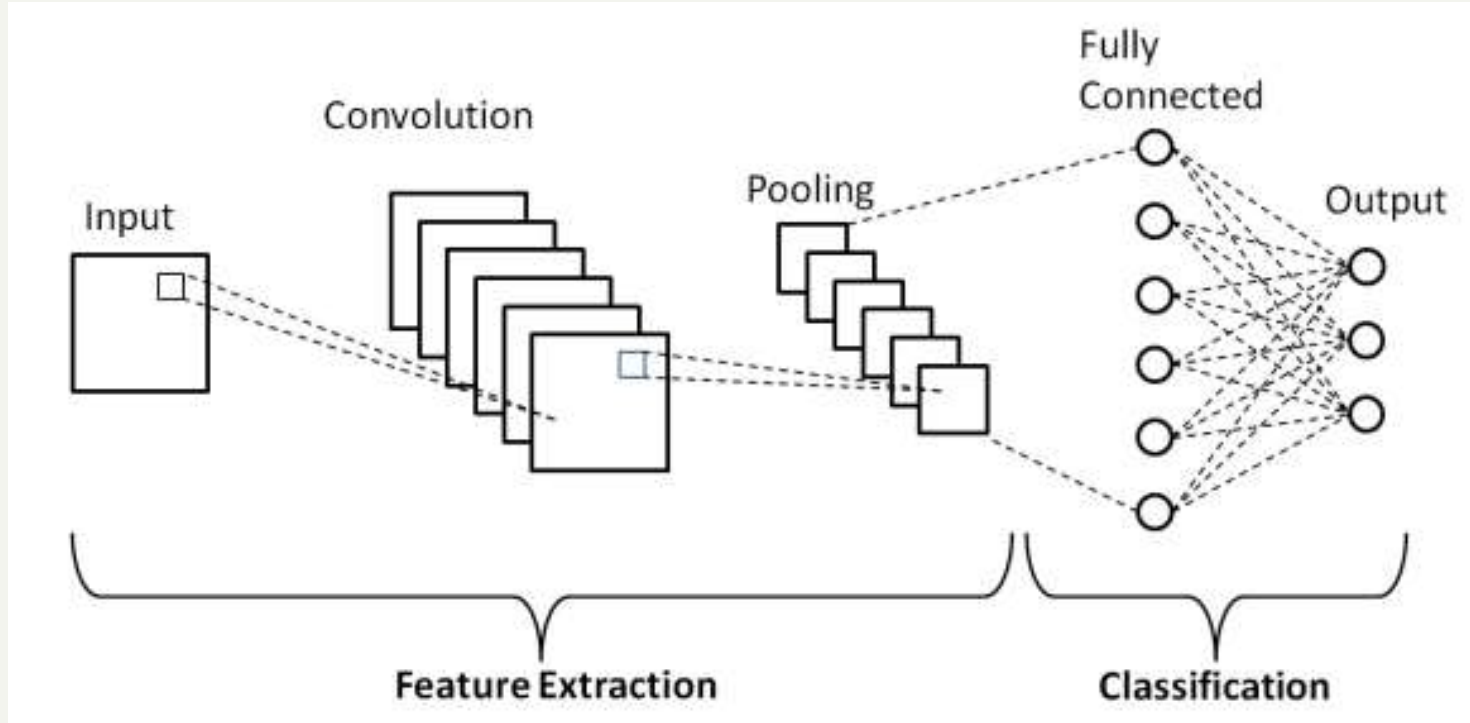 Input
Convolution
Pooling
Fully
Connected
Output
Feature Extraction
Classification